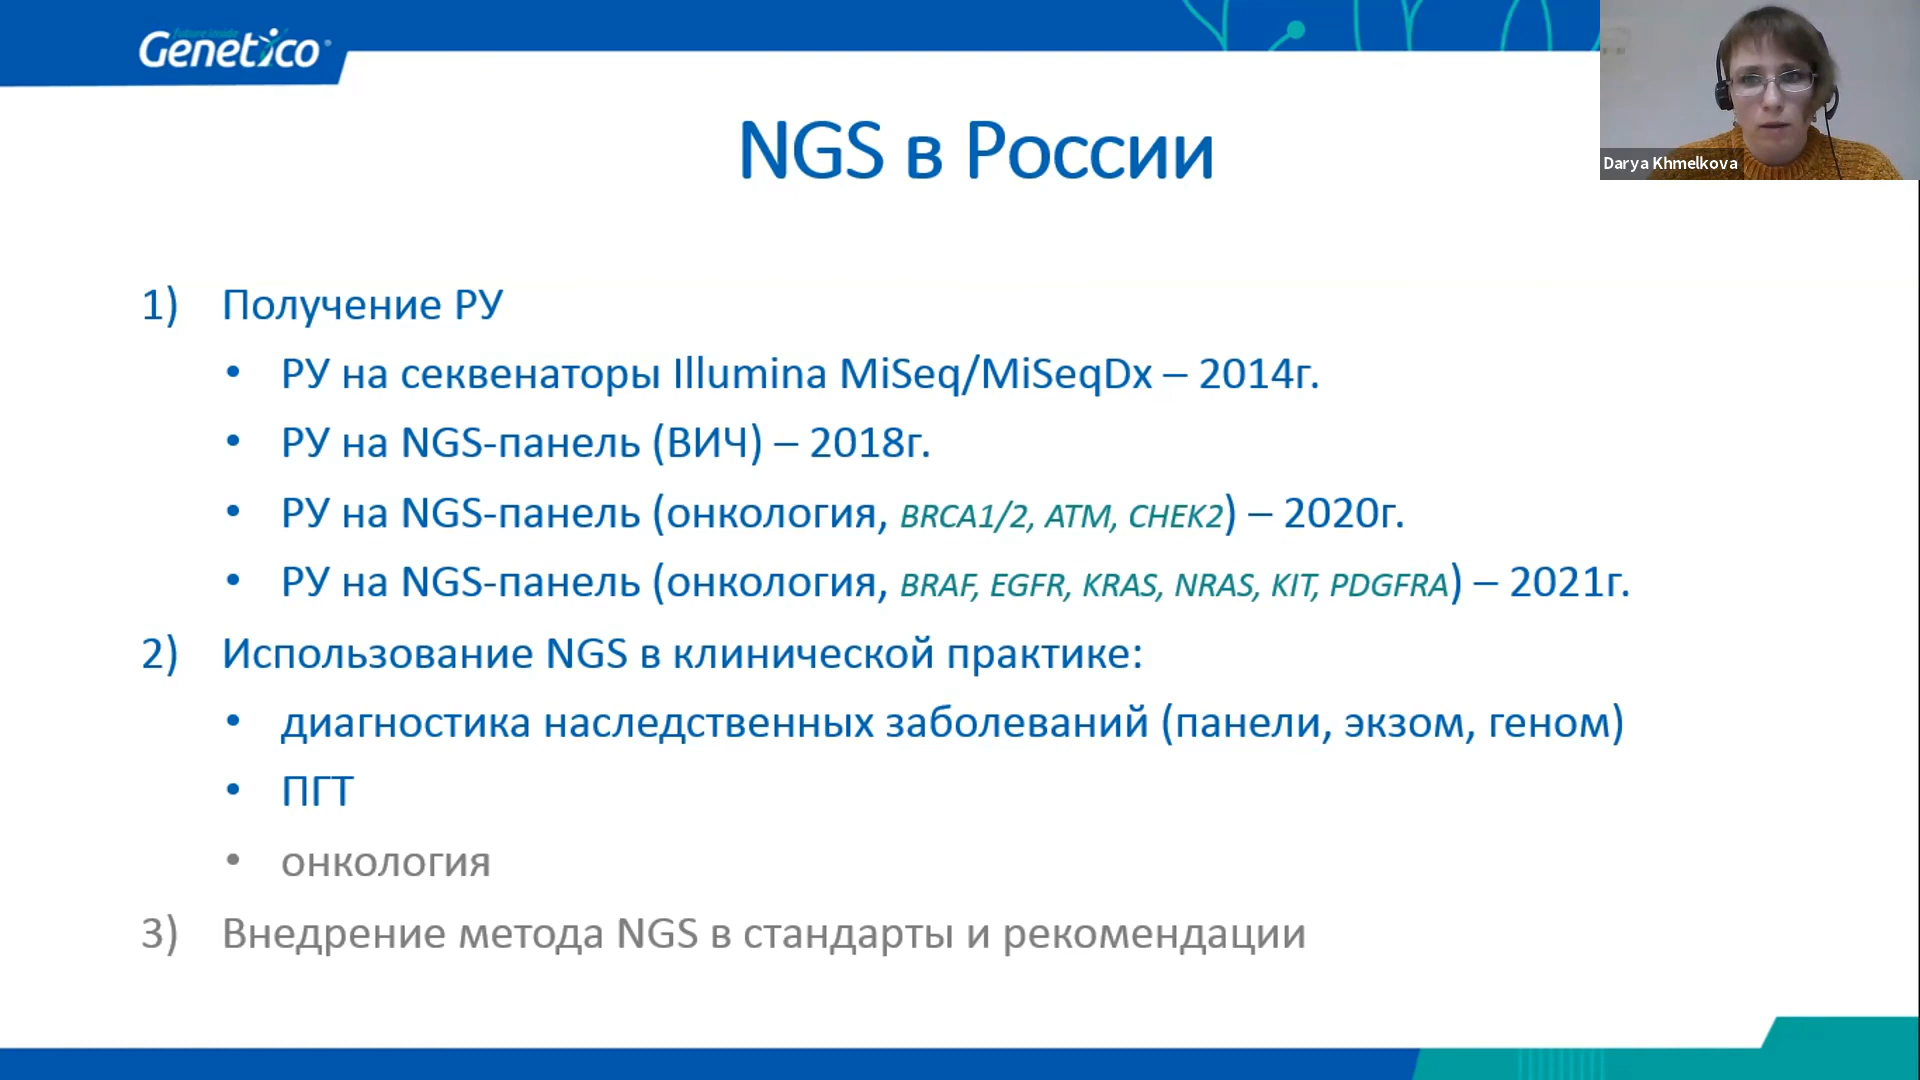 Genetico
Darya Khmelkova
NGS в России
1) Получение РУ
• РУ на секвенаторы Illumina MiSeq/MiSeqDx – 2014г.
• РУ на NGS-панель (ВИЧ) – 2018г.
• РУ на NGS-панель (онкология, BRCA1/2, ATM, CHEK2) – 2020г.
• РУ на NGS-панель (онкология, BRAF, EGFR, KRAS, NRAS, KIT, PDGFRA) – 2021г.
2) Использование NGS в клинической практике:
• диагностика наследственных заболеваний (панели, экзом, геном)
• ПГТ
• онкология
3) Внедрение метода NGS в стандарты и рекомендации